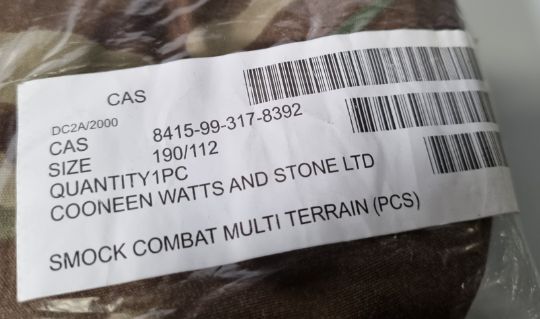 CAS
DC2A/2000
CAS 8415-99-317-8392
SIZE 190/112
QUANTITY1PC
COONEEN WATTS AND STONE LTD
SMOCK COMBAT MULTI TERRAIN (PCS)